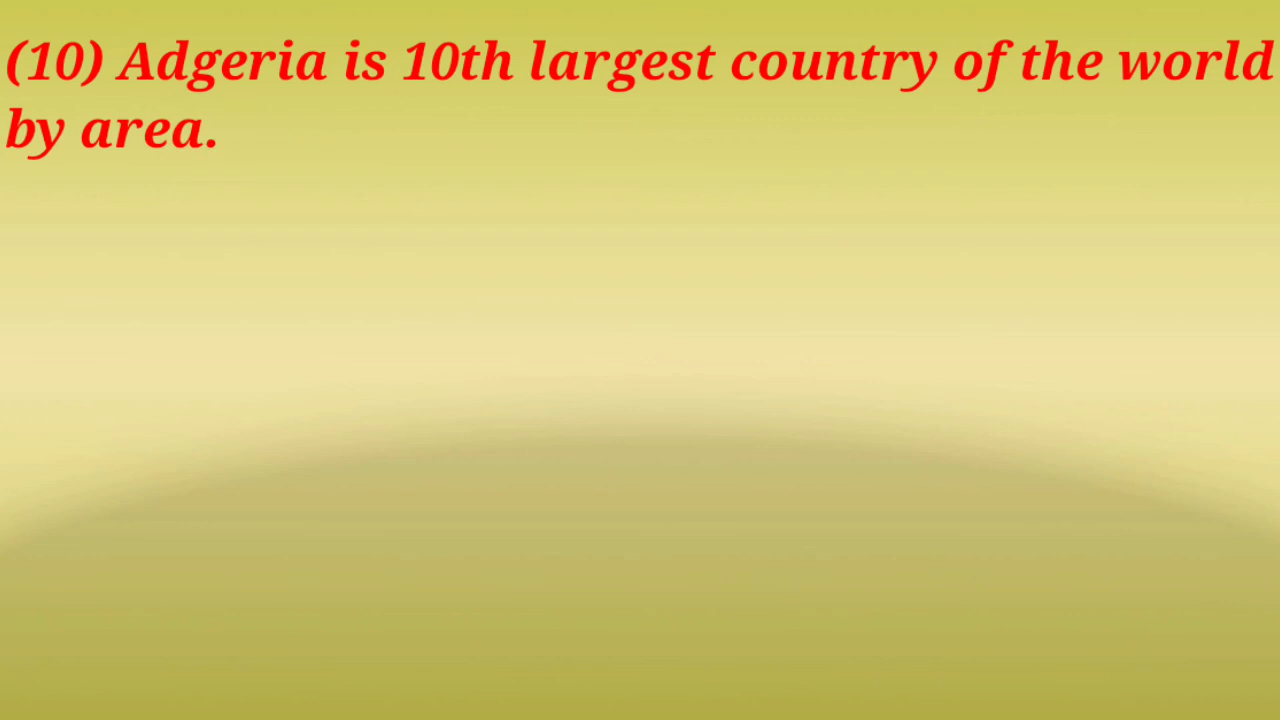 (10) Adgeria is 10th largest country of the world
by area.